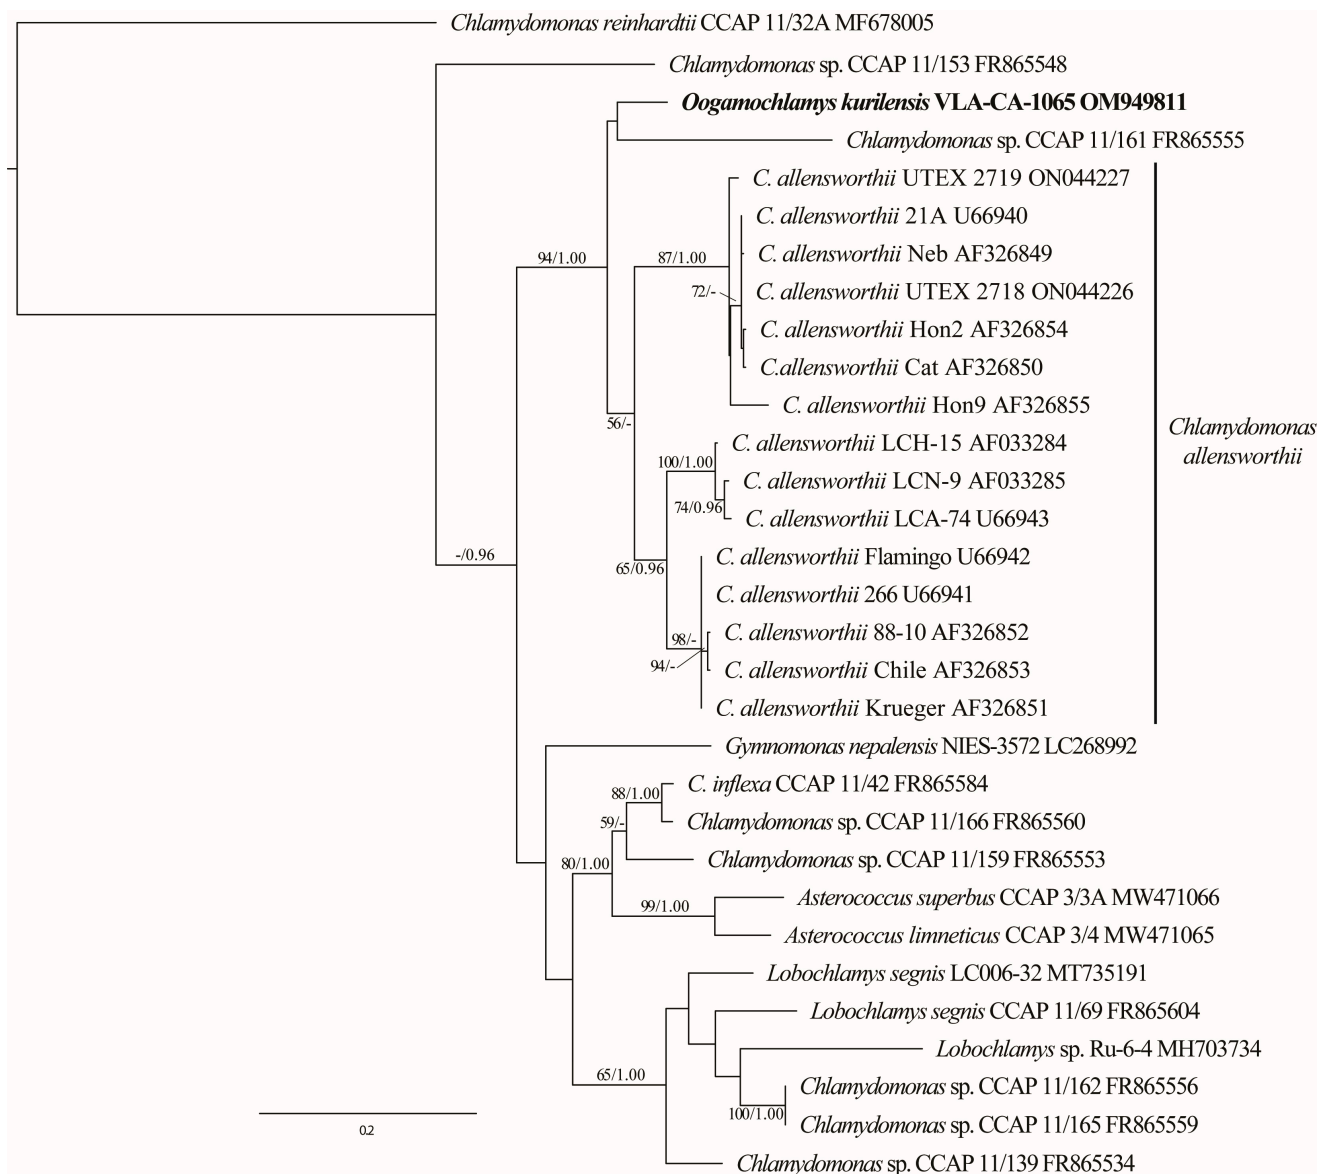 Chlamydomonas reinhardtii CCAP 11/32A MF678005
Chlamydomonas sp. CCAP 11/153 FR865548
Oogamochlamys kurilensis VLA-CA-1065 OM949811
Chlamydomonas sp. CCAP 11/161 FR865555
C. allensworthii UTEX 2719 ON044227
C. allensworthii 21A U66940
94/1.00
87/1.00
C. allensworthii Neb AF326849
72/-
C. allensworthii UTEX 2718 ON044226
C. allensworthii Hon2 AF326854
C.allensworthii Cat AF326850
C. allensworthii Hon9 AF326855
56/-
Chlamydomonas
allensworthii
C. allensworthii LCH-15 AF033284
100/1.00
C. allensworthii LCN-9 AF033285
74/0.96
C. allensworthii LCA-74 U66943
-/0.96
C. allensworthii Flamingo U66942
65/0.96
C. allensworthii 266 U66941
C. allensworthii 88-10 AF326852
98/-
94/-
C. allensworthii Chile AF326853
C. allensworthii Krueger AF326851
Gymnomonas nepalensis NIES-3572 LC268992
C. inflexa CCAP 11/42 FR865584
88/1.00
Chlamydomonas sp. CCAP 11/166 FR865560
59/-
Chlamydomonas sp. CCAP 11/159 FR865553
80/1.00
Asterococcus superbus CCAP 3/3A MW471066
99/1.00
Asterococcus limneticus CCAP 3/4 MW471065
Lobochlamys segnis LC006-32 MT735191
Lobochlamys segnis CCAP 11/69 FR865604
Lobochlamys sp. Ru-6-4 MH703734
65/1.00
Chlamydomonas sp. CCAP 11/162 FR865556
100/1.00
Chlamydomonas sp. CCAP 11/165 FR865559
0.2
Chlamydomonas sp. CCAP 11/139 FR865534